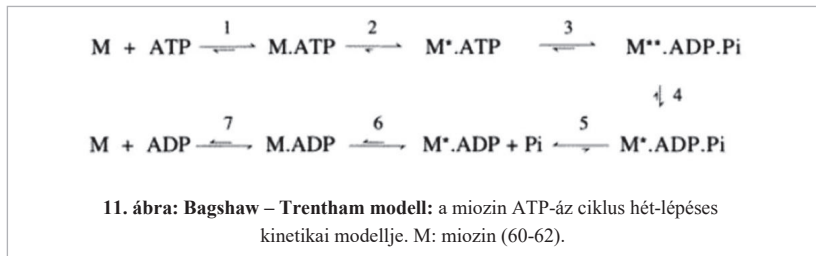 1 2 3
M + ATP ⇌ M.ATP ⇌ M*.ATP ⇌ M**.ADP.Pi
4
7 6 5
M + ADP ⇌ M.ADP ⇌ M*.ADP + Pi ⇌ M*.ADP.Pi
11. ábra: Bagshaw – Trentham modell: a miozin ATP-áz ciklus hét-lépéses
kinetikai modellje. M: miozin (60-62).